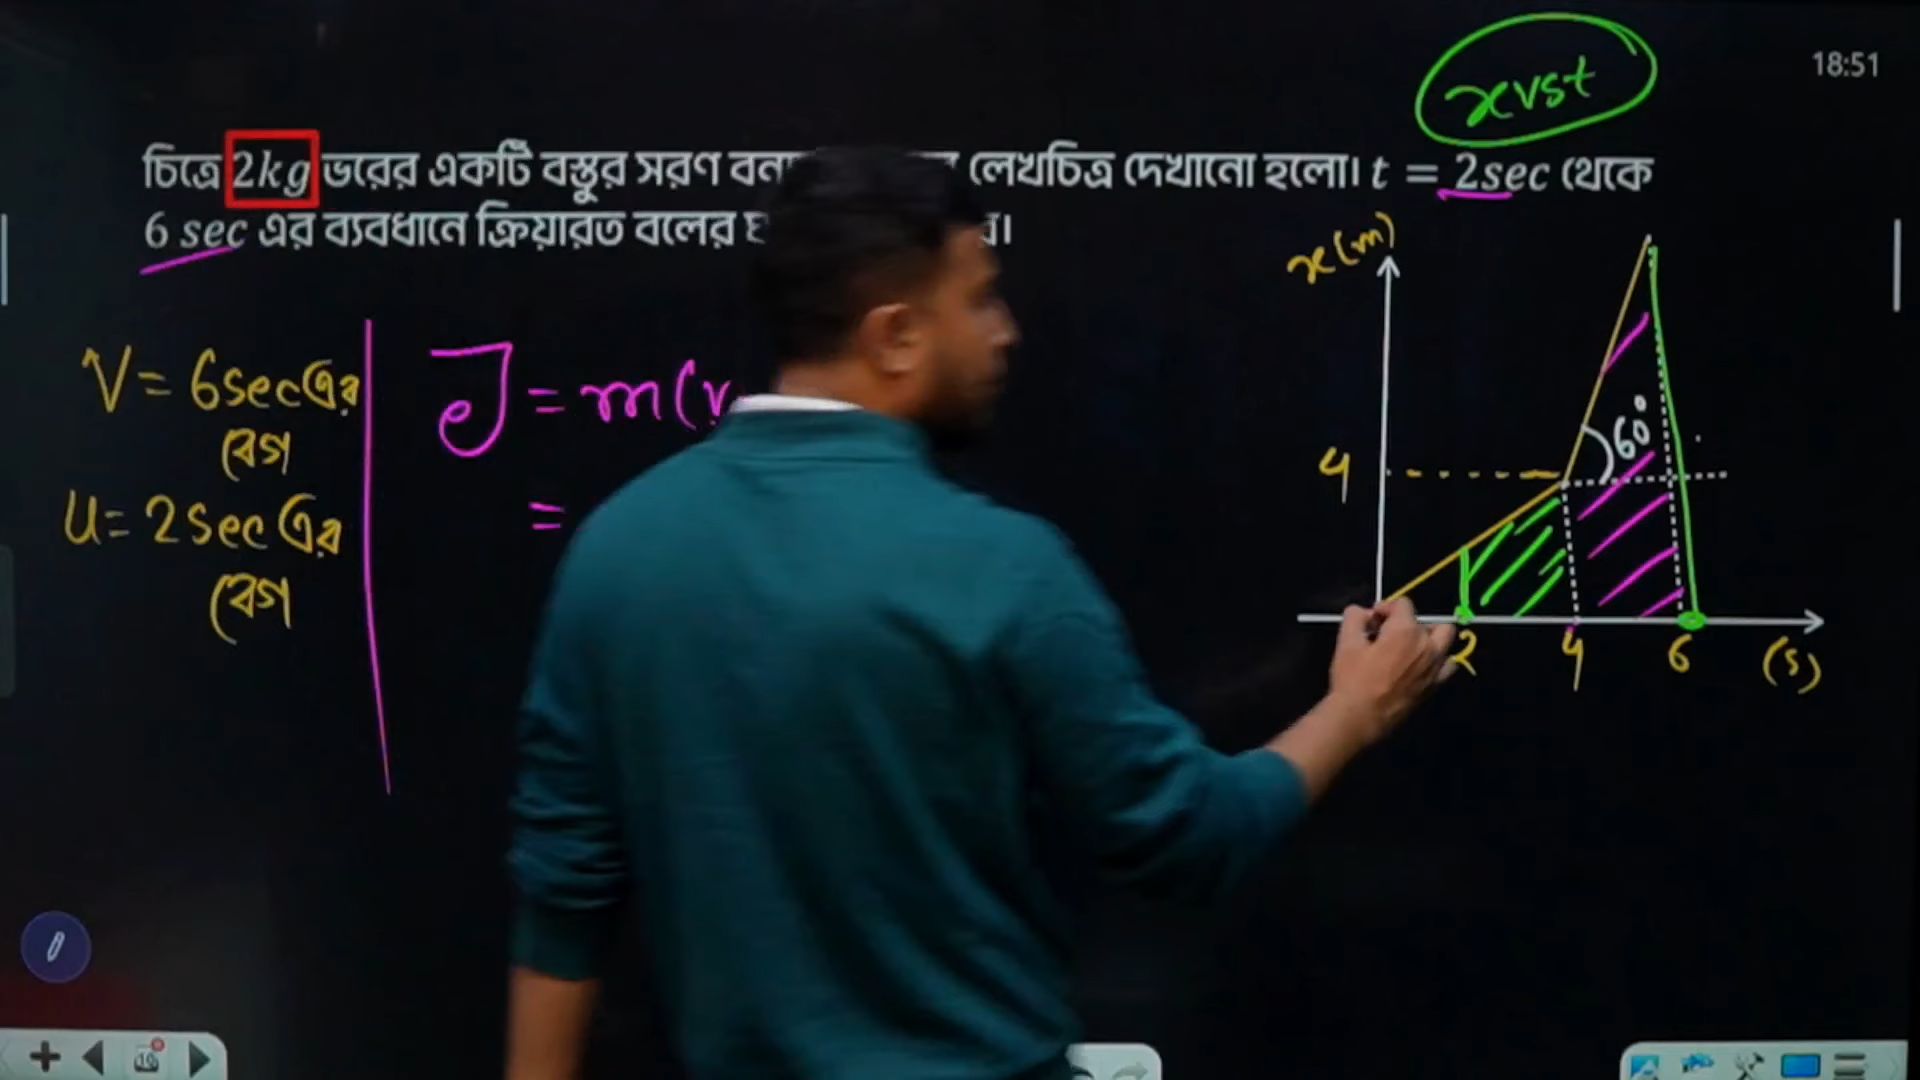 xvst
18:51
চিত্রে 2kg ভরের একটি বস্তুর সরণ লেখচিত্র দেখানো হলো। t = 2sec থেকে
6 sec এর ব্যবধানে ক্রিয়ারত বলের
x(m)
V = 6secএর
বেগ
J = m(v
60°
4
U = 2secএর
বেগ
=
2 4 6 (s)